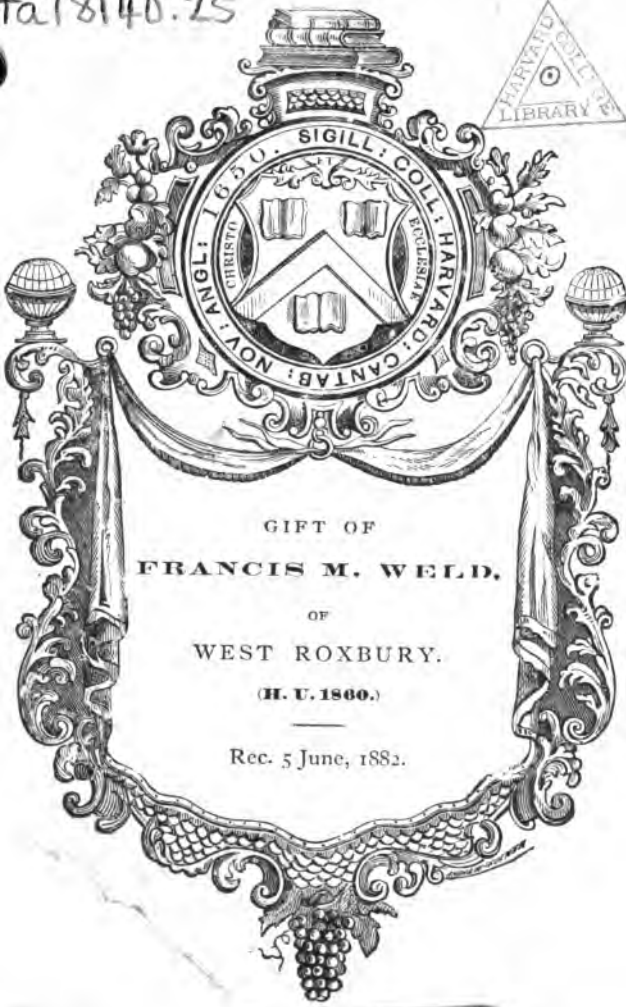 18140.25
HARVARD COLLEGE
LIBRARY
SIGILL: COLL: HARVARD: CANTAB: NOV: ANGL: 1650.
ET
CHRISTO
ECCLESIAE
GIFT OF
FRANCIS M. WELD,
OF
WEST ROXBURY.
(H. U. 1860.)
Rec. 5 June, 1882.